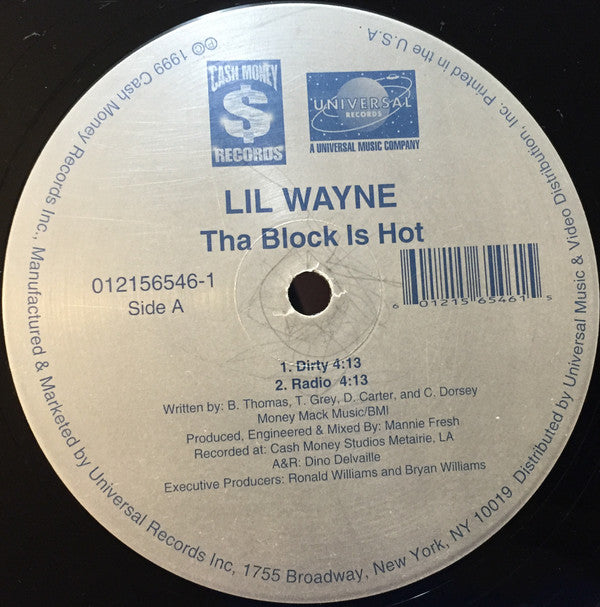 CASH MONEY
$
RECORDS
UNIVERSAL
RECORDS
A UNIVERSAL MUSIC COMPANY
LIL WAYNE
Tha Block Is Hot
012156546-1
Side A
6 01215 65461 5
1. Dirty 4:13
2. Radio 4:13
Written by: B. Thomas, T. Grey, D. Carter, and C. Dorsey
Money Mack Music/BMI
Produced, Engineered & Mixed By: Mannie Fresh
Recorded at: Cash Money Studios Metairie, LA
A&R: Dino Delvaille
Executive Producers: Ronald Williams and Bryan Williams
℗© 1999 Cash Money Records Inc., Manufactured & Marketed by Universal Records Inc, 1755 Broadway, New York, NY 10019 Distributed by Universal Music & Video Distribution, Inc. Printed in the U.S.A.